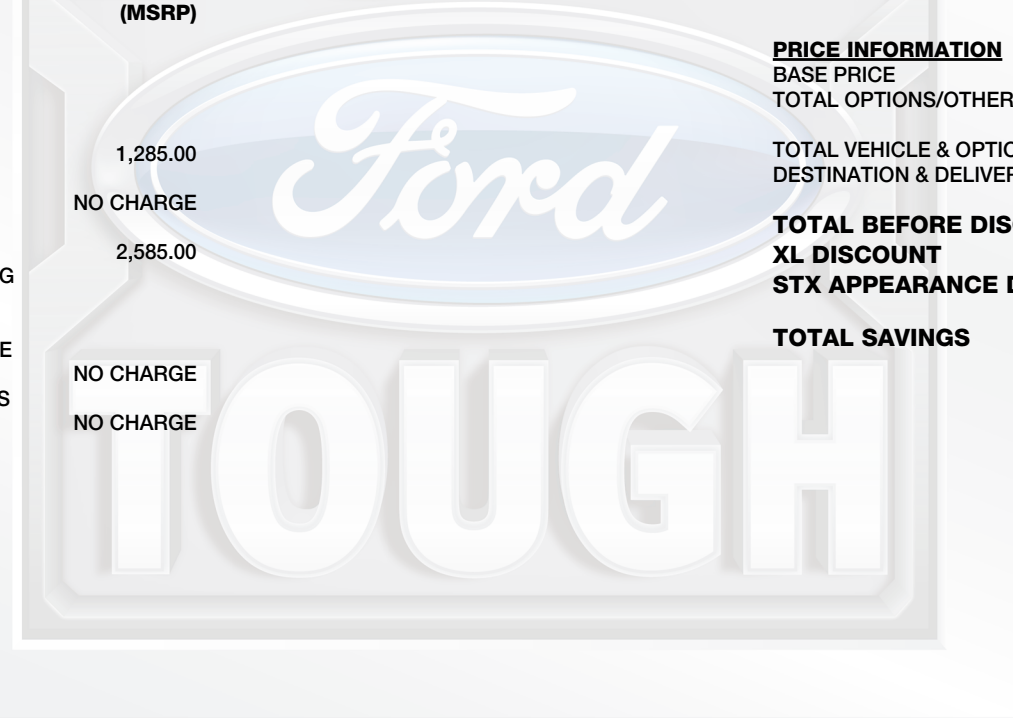 (MSRP)
1,285.00
NO CHARGE
2,585.00
G
E
NO CHARGE
S
NO CHARGE
Ford
TOUGH
PRICE INFORMATION
BASE PRICE
TOTAL OPTIONS/OTHER
TOTAL VEHICLE & OPTIO
DESTINATION & DELIVER
TOTAL BEFORE DIS
XL DISCOUNT
STX APPEARANCE D
TOTAL SAVINGS